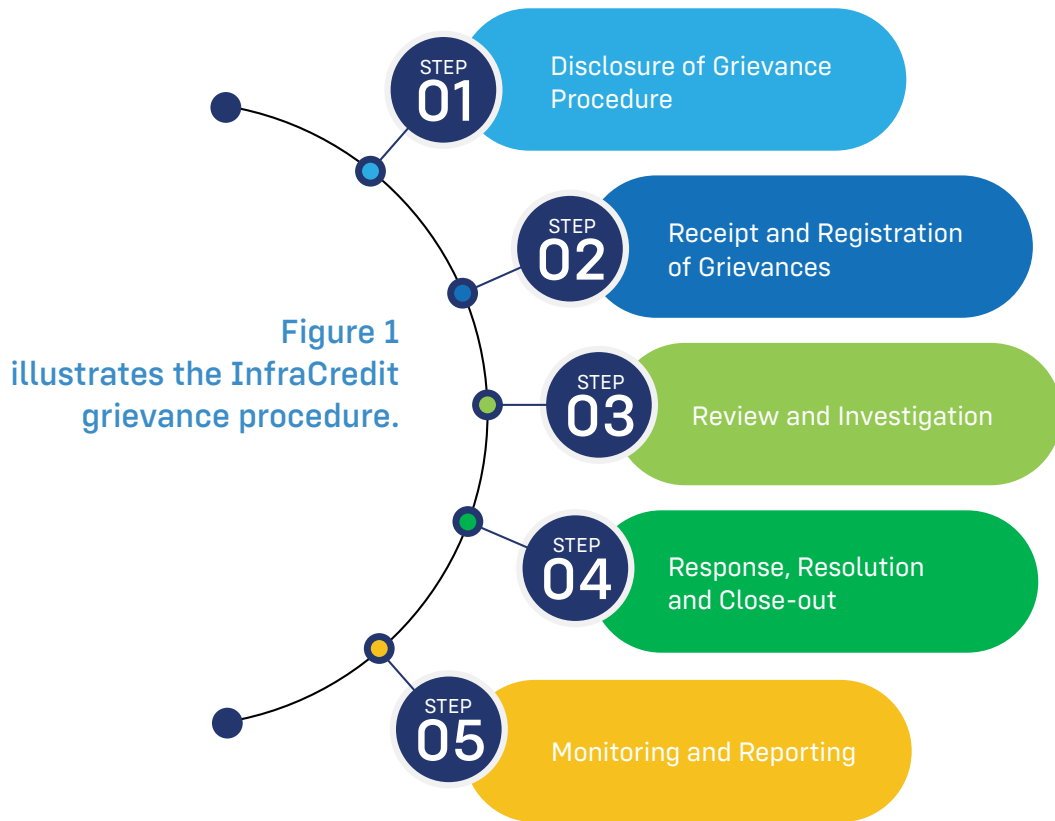 STEP
01
Disclosure of Grievance
Procedure
STEP
02
Receipt and Registration
of Grievances
Figure 1
illustrates the InfraCredit
grievance procedure.
STEP
03
Review and Investigation
STEP
04
Response, Resolution
and Close-out
STEP
05
Monitoring and Reporting